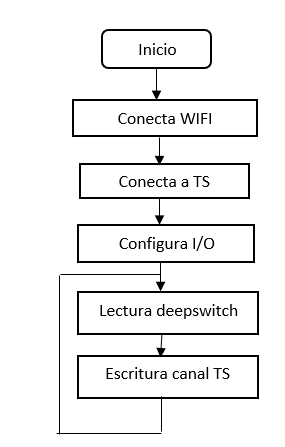 Inicio
Conecta WIFI
Conecta a TS
Configura I/O
Lectura deepswitch
Escritura canal TS